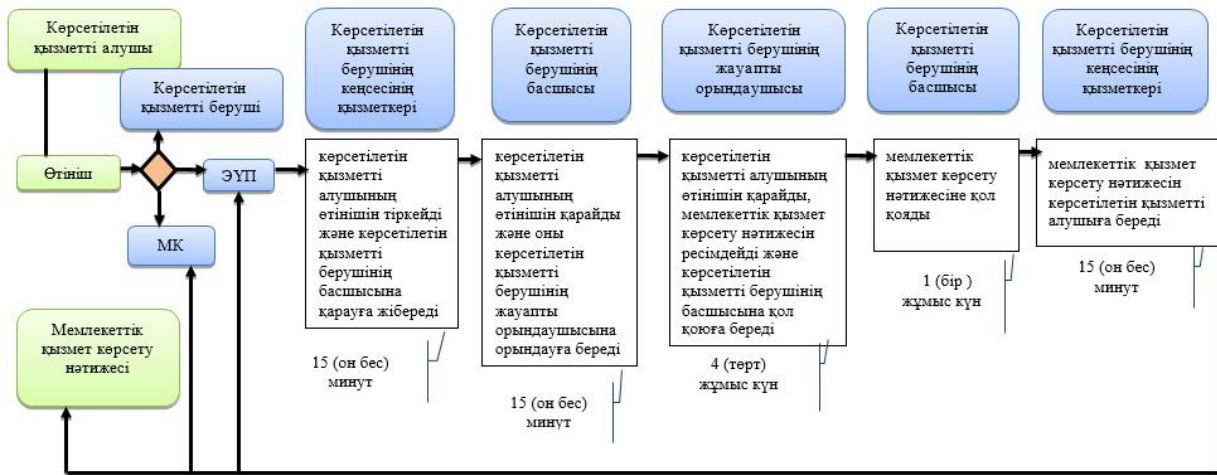 Көрсетілетін
қызметті алушы
Көрсетілетін
қызметті беруші
Өтініш
ЭҮП
МК
Мемлекеттік
қызмет көрсету
нәтижесі
Көрсетілетін
қызметті
берушінің
кеңсесінің
қызметкері
көрсетілетін
қызметті
алушының
өтінішін тіркейді
және көрсетілетін
қызметті
берушінің
басшысына
қарауға жібереді
15 (он бес)
минут
Көрсетілетін
қызметті
берушінің
басшысы
көрсетілетін
қызметті
алушының
өтінішін қарайды
және оны
көрсетілетін
қызметті
берушінің
жауапты
орындаушысына
орындауға береді
15 (он бес)
минут
Көрсетілетін
қызметті берушінің
жауапты
орындаушысы
көрсетілетін
қызметті алушының
өтінішін қарайды,
мемлекеттік қызмет
көрсету нәтижесін
ресімдейді және
көрсетілетін
қызметті берушінің
басшысына қол
қоюға береді
4 (төрт)
жұмыс күн
Көрсетілетін
қызметті
берушінің
басшысы
мемлекеттік
қызмет көрсету
нәтижесіне қол
қояды
1 (бір )
жұмыс күн
Көрсетілетін
қызметті берушінің
кеңсесінің
қызметкері
мемлекеттік қызмет
көрсету нәтижесін
көрсетілетін қызметті
алушыға береді
15 (он бес)
минут